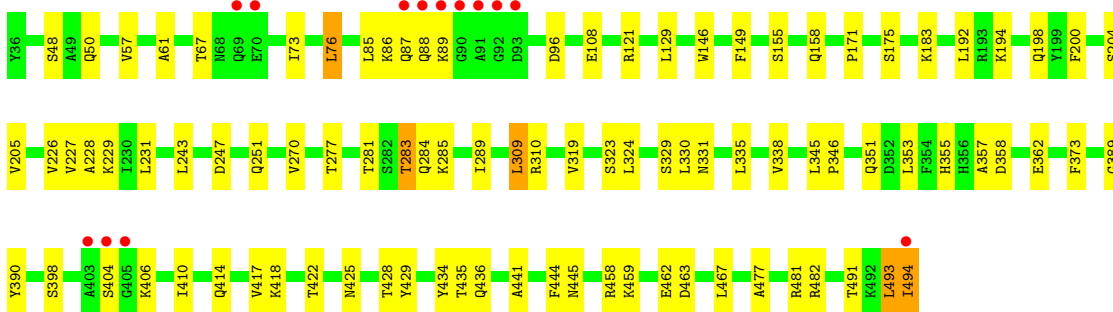 Y36 S48 A49 Q50 V57 A61 T67 N68 Q69 E70 I73 L76 L85 K86 Q87 Q88 K89 G90 A91 G92 D93 D96 E108 R121 L129 W146 F149 S155 Q158 P171 S175 K183 L192 R193 K194 Q198 Y199 F200 S204
V205 V226 V227 A228 K229 I230 L231 L243 D247 Q251 V270 T277 T281 S282 T283 Q284 K285 I289 L309 R310 V319 S323 L324 S329 L330 N331 L335 V338 L345 P346 Q351 D352 L353 F354 H355 H356 A357 D358 E362 F373 G389
Y390 S398 A403 S404 G405 K406 I410 Q414 V417 K418 T422 N425 T428 Y429 Y434 T435 Q436 A441 F444 N445 R458 K459 E462 D463 L467 A477 R481 R482 T491 K492 L493 I494